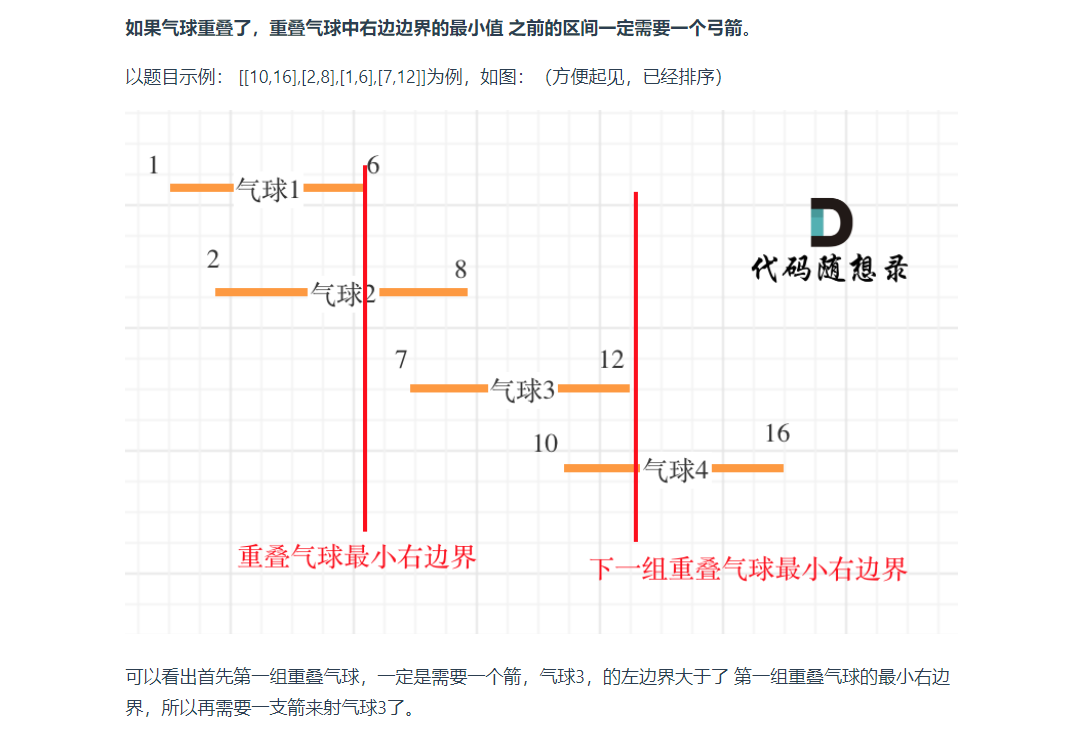 如果气球重叠了，重叠气球中右边边界的最小值 之前的区间一定需要一个弓箭。
以题目示例： [[10,16],[2,8],[1,6],[7,12]]为例，如图：（方便起见，已经排序）
1
6
气球1
2
8
气球2
代码随想录
7
12
气球3
10
16
气球4
重叠气球最小右边界
下一组重叠气球最小右边界
可以看出首先第一组重叠气球，一定是需要一个箭，气球3，的左边界大于了 第一组重叠气球的最小右边
界，所以再需要一支箭来射气球3了。